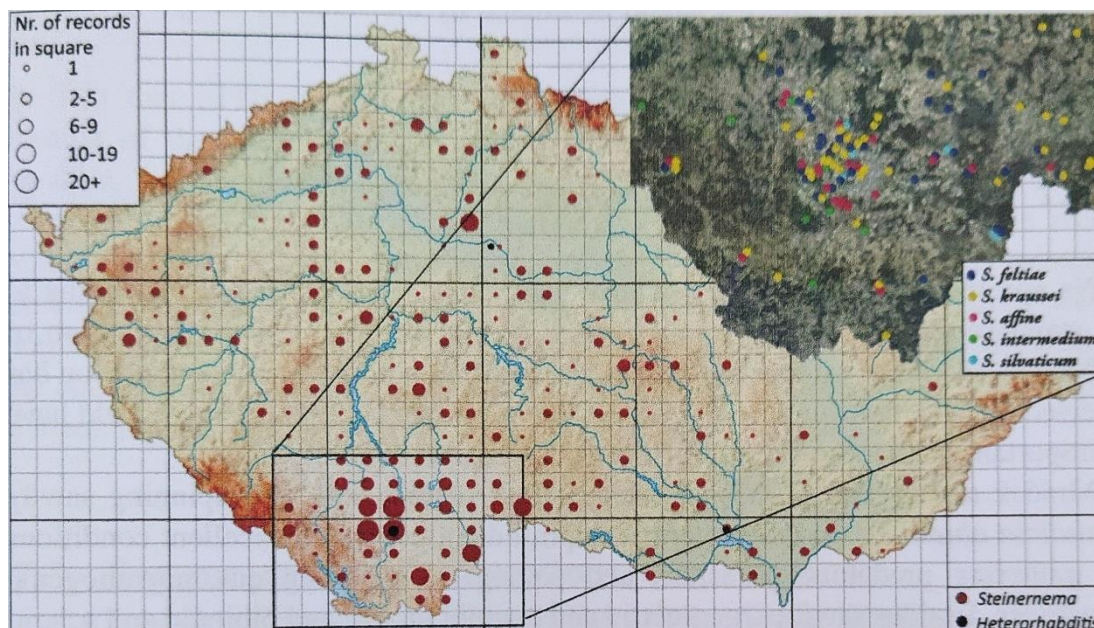 Nr. of records
in square
1
2-5
6-9
10-19
20+
S. feltiae
S. kraussei
S. affine
S. intermedium
S. silvaticum
Steinernema
Heterorhabditis